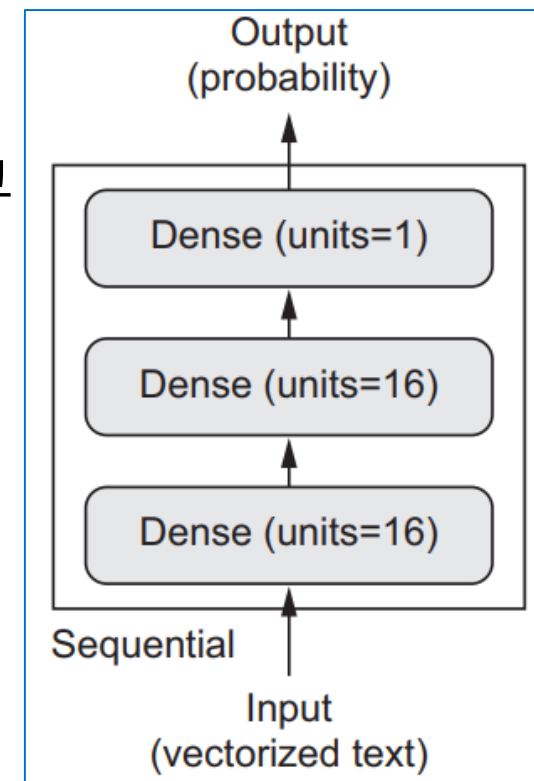 Output
(probability)
Dense (units=1)
Dense (units=16)
Dense (units=16)
Sequential
Input
(vectorized text)